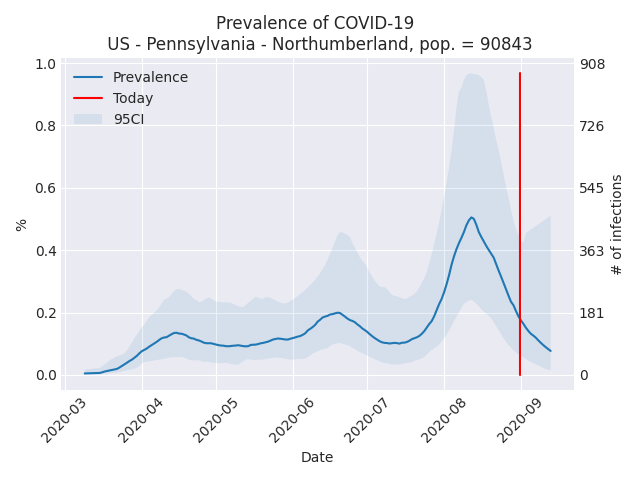 Prevalence of COVID-19
US - Pennsylvania - Northumberland, pop. = 90843
Prevalence
Today
95CI
1.0
0.8
0.6
0.4
0.2
0.0
%
908
726
545
363
181
0
# of infections
2020-03
2020-04
2020-05
2020-06
2020-07
2020-08
2020-09
Date